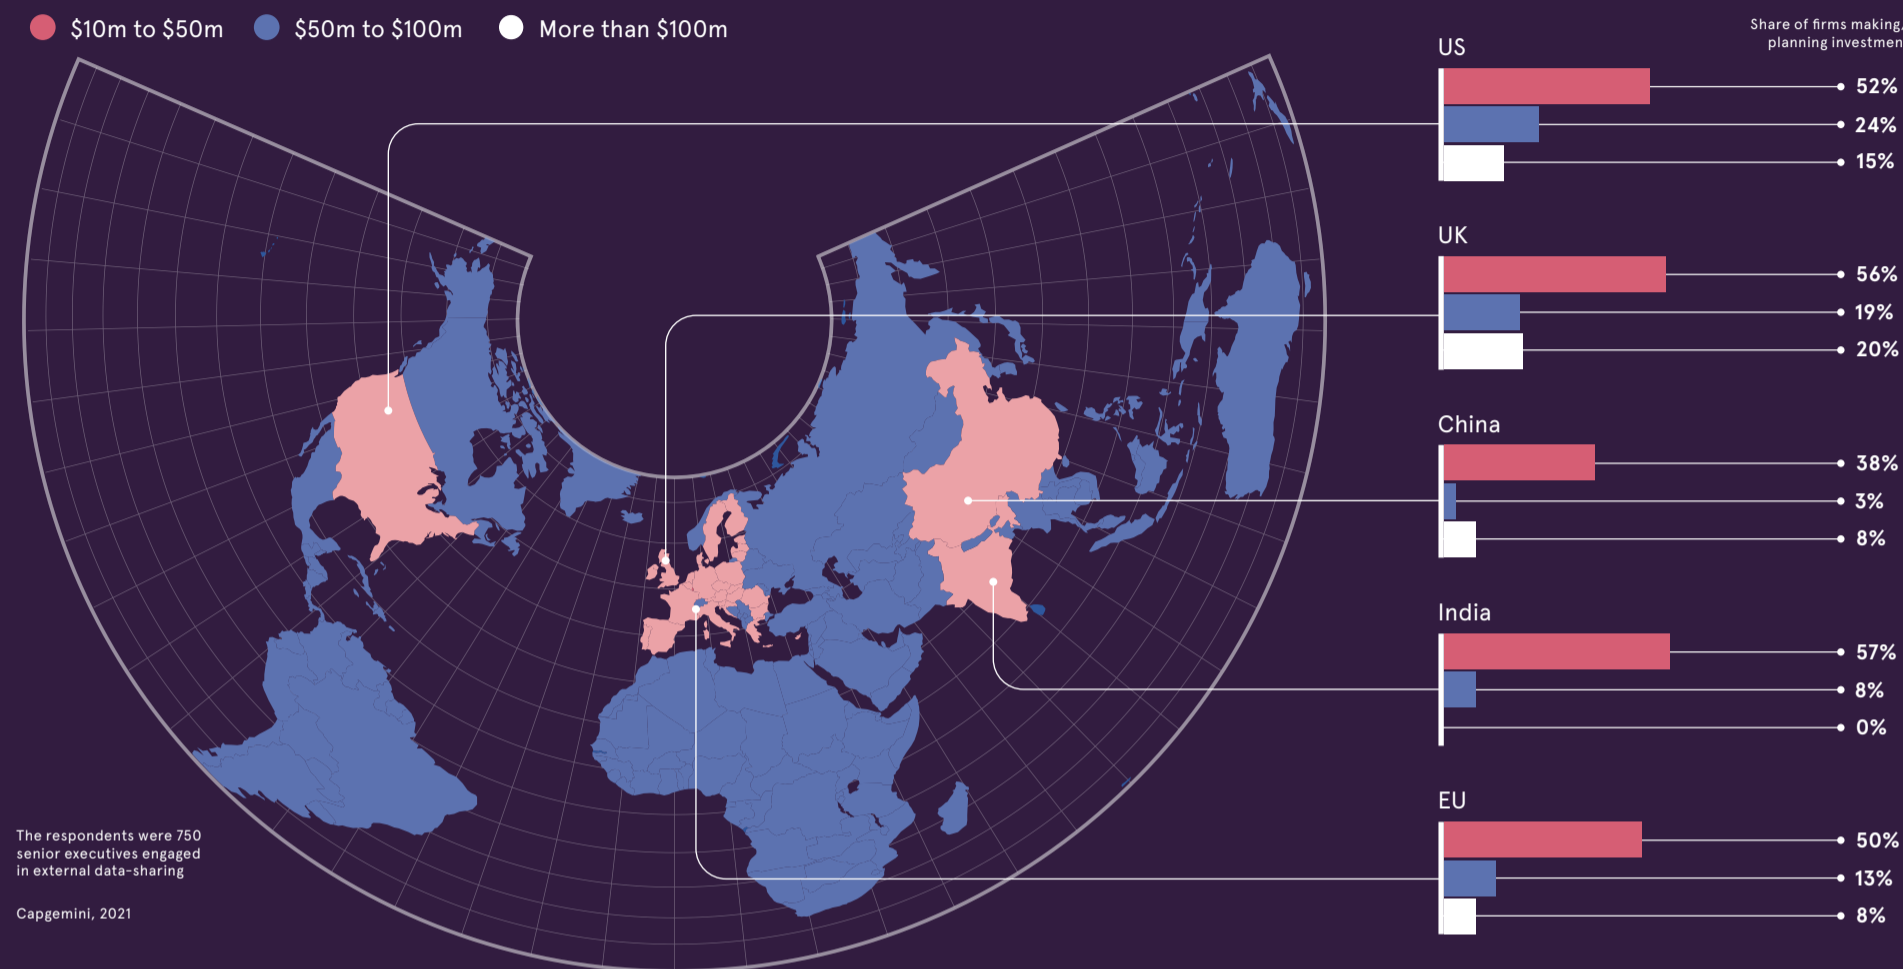 $10m to $50m
$50m to $100m
More than $100m
Share of firms making,
planning investmen
US
52%
24%
15%
UK
56%
19%
20%
China
38%
3%
8%
India
57%
8%
0%
EU
50%
13%
8%
The respondents were 750
senior executives engaged
in external data-sharing
Capgemini, 2021